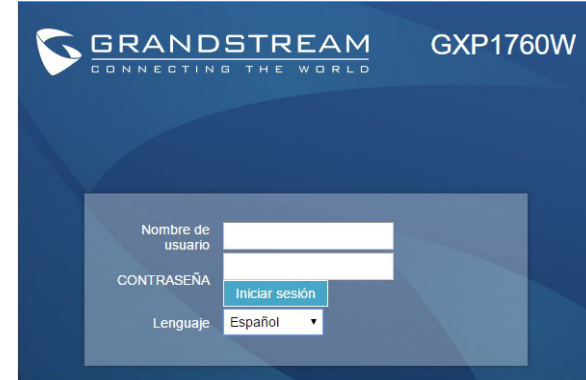 GRANDSTREAM
CONNECTING THE WORLD
GXP1760W
Nombre de
usuario
CONTRASEÑA
Iniciar sesión
Lenguaje
Español